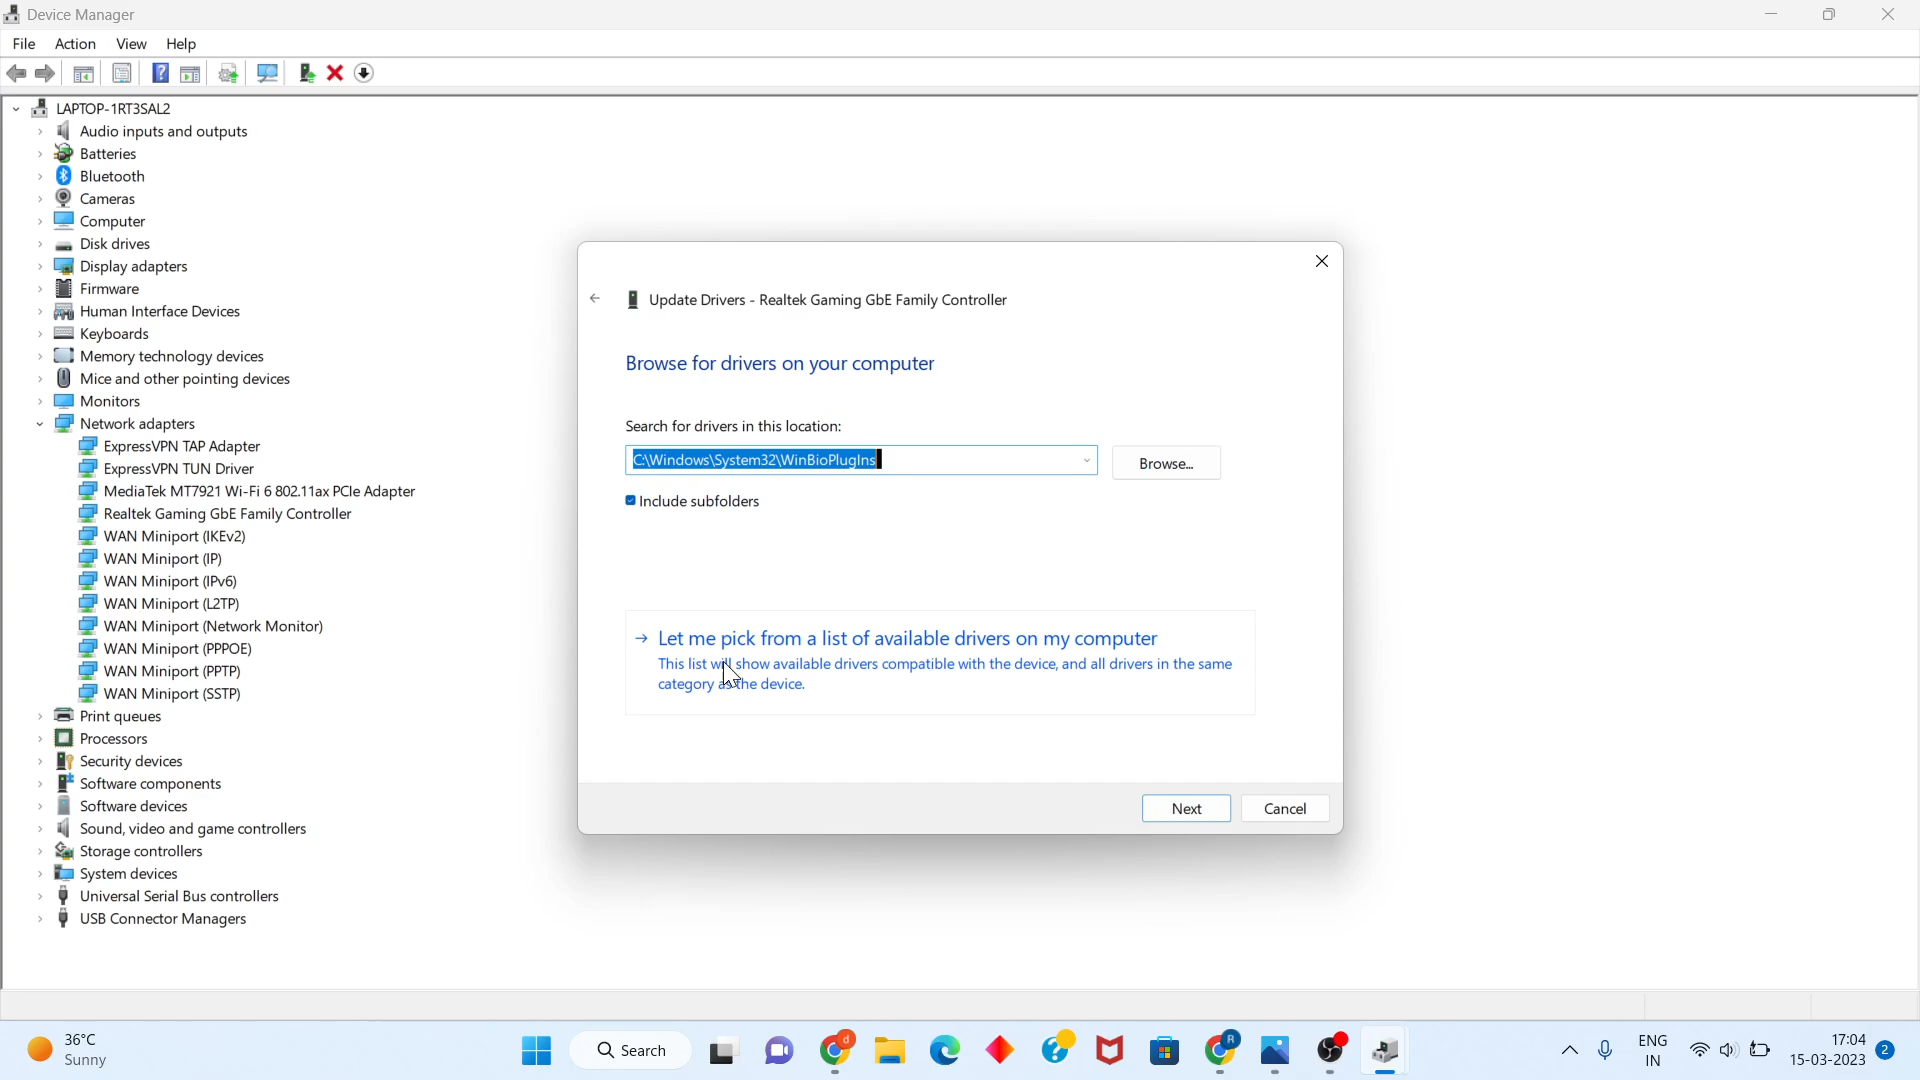 Device Manager
File Action View Help
LAPTOP-1RT3SAL2
Audio inputs and outputs
Batteries
Bluetooth
Cameras
Computer
Disk drives
Display adapters
Firmware
Human Interface Devices
Keyboards
Memory technology devices
Mice and other pointing devices
Monitors
Network adapters
ExpressVPN TAP Adapter
ExpressVPN TUN Driver
MediaTek MT7921 Wi-Fi 6 802.11ax PCIe Adapter
Realtek Gaming GbE Family Controller
WAN Miniport (IKEv2)
WAN Miniport (IP)
WAN Miniport (IPv6)
WAN Miniport (L2TP)
WAN Miniport (Network Monitor)
WAN Miniport (PPPOE)
WAN Miniport (PPTP)
WAN Miniport (SSTP)
Print queues
Processors
Security devices
Software components
Software devices
Sound, video and game controllers
Storage controllers
System devices
Universal Serial Bus controllers
USB Connector Managers
Update Drivers - Realtek Gaming GbE Family Controller
Browse for drivers on your computer
Search for drivers in this location:
C:\Windows\System32\WinBioPlugIns
Browse...
Include subfolders
Let me pick from a list of available drivers on my computer
This list will show available drivers compatible with the device, and all drivers in the same
category as the device.
Next Cancel
36°C
Sunny
Search
d
R
ENG
IN
17:04
15-03-2023
2